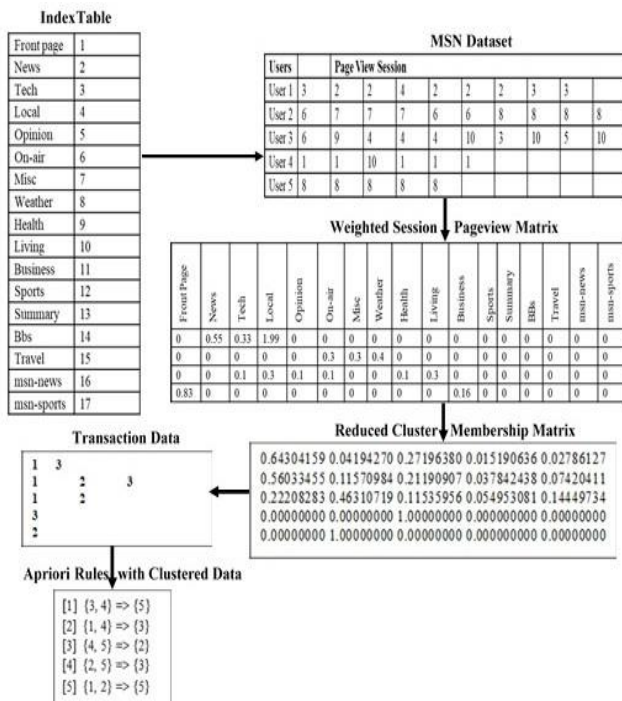 Index Table
Front page 1
News 2
Tech 3
Local 4
Opinion 5
On-air 6
Misc 7
Weather 8
Health 9
Living 10
Business 11
Sports 12
Summary 13
Bbs 14
Travel 15
msn-news 16
msn-sports 17
MSN Dataset
Users Page View Session
User 1 3 2 2 4 2 2 2 3 3
User 2 6 7 7 7 6 6 8 8 8 8
User 3 6 9 4 4 4 10 3 10 5 10
User 4 1 1 10 1 1 1
User 5 8 8 8 8 8
Weighted Session Pageview Matrix
Front Page News Tech Local Opinion On-air Misc Weather Health Living Business Sports Summary BBs Travel msn-news msn-sports
0 0.55 0.33 1.99 0 0 0 0 0 0 0 0 0 0 0 0 0
0 0 0 0 0 0.3 0.3 0.4 0 0 0 0 0 0 0 0 0
0 0 0.1 0.3 0.1 0.1 0 0 0.1 0.3 0 0 0 0 0 0 0
0.83 0 0 0 0 0 0 0 0 0 0.16 0 0 0 0 0 0
Reduced Cluster Membership Matrix
0.64304159 0.04194270 0.27196380 0.015190636 0.02786127
0.56033455 0.11570984 0.21190907 0.037842438 0.07420411
0.22208283 0.46310719 0.11535956 0.054953081 0.14449734
0.00000000 0.00000000 1.00000000 0.000000000 0.00000000
0.00000000 1.00000000 0.00000000 0.000000000 0.00000000
Transaction Data
1 3
1 2 3
1 2
3
2
Apriori Rules with Clustered Data
[1] {3, 4} => {5}
[2] {1, 4} => {3}
[3] {4, 5} => {2}
[4] {2, 5} => {3}
[5] {1, 2} => {5}